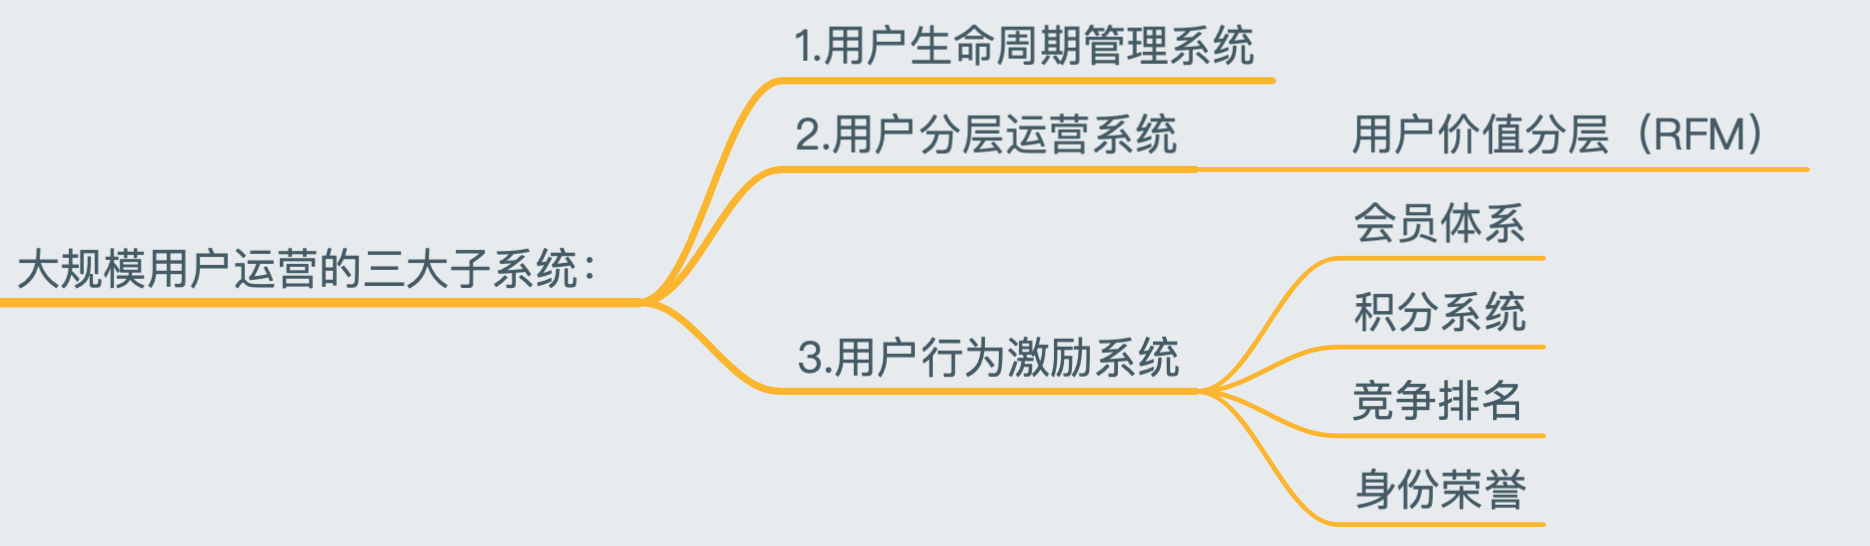 大规模用户运营的三大子系统：
1.用户生命周期管理系统
2.用户分层运营系统
用户价值分层（RFM）
3.用户行为激励系统
会员体系
积分系统
竞争排名
身份荣誉